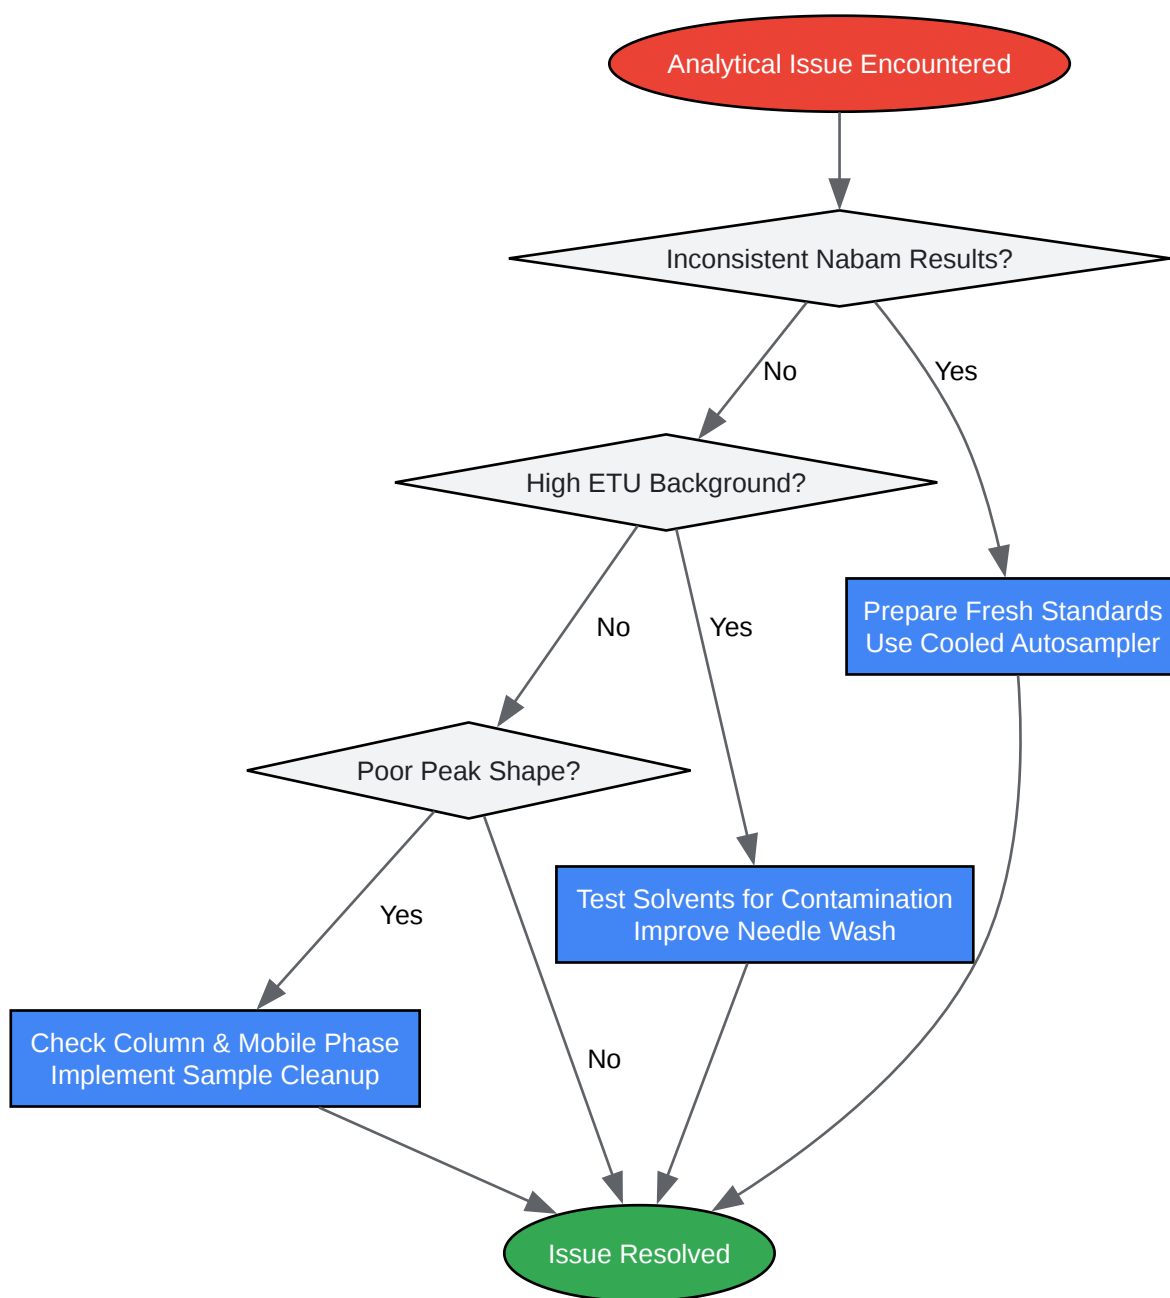 Analytical Issue Encountered
Inconsistent Nabam Results?
No
Yes
High ETU Background?
Prepare Fresh Standards
Use Cooled Autosampler
No
Yes
Poor Peak Shape?
Test Solvents for Contamination
Improve Needle Wash
Yes
Check Column & Mobile Phase
Implement Sample Cleanup
No
Issue Resolved